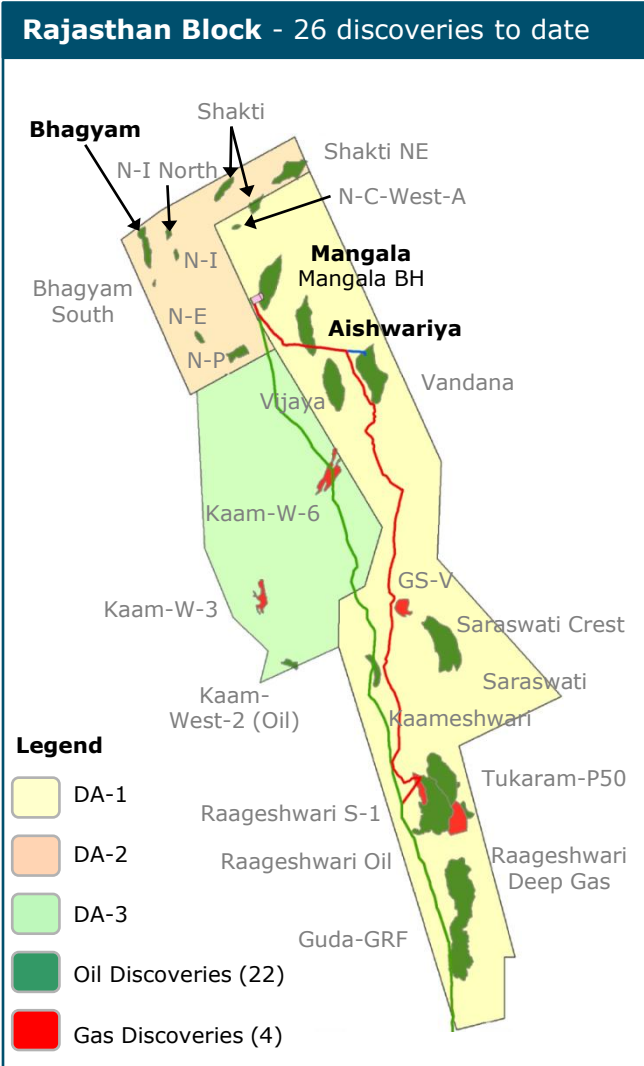 Rajasthan Block - 26 discoveries to date
Shakti
Bhagyam
Shakti NE
N-I North
N-C-West-A
Mangala
N-I
Mangala BH
Bhagyam
South
N-E
Aishwariya
N-P
Vandana
Vijaya
Kaam-W-6
GS-V
Kaam-W-3
Saraswati Crest
Saraswati
Kaam-
West-2 (Oil)
Kaameshwari
Legend
DA-1
Tukaram-P50
Raageshwari S-1
DA-2
Raageshwari Oil
Raageshwari
Deep Gas
DA-3
Guda-GRF
Oil Discoveries (22)
Gas Discoveries (4)